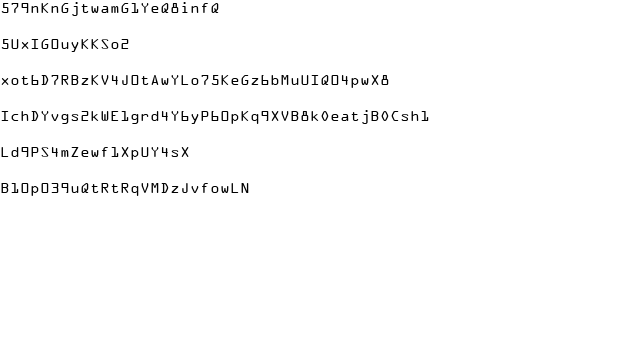 579nKnGjtwamG1YeQ8infQ
5UxIGOuyKKSo2
xot6D7RBzKV4JOtAwYLo75KeGz6bMuUIQO4pwX8
IchDYvgs2kWE1grd4Y6yP6OpKq9XVB8k0eatjB0Csh1
Ld9PS4mZewf1XpUY4sX
B1OpO39uQtRtRqVMDzJvfowLN